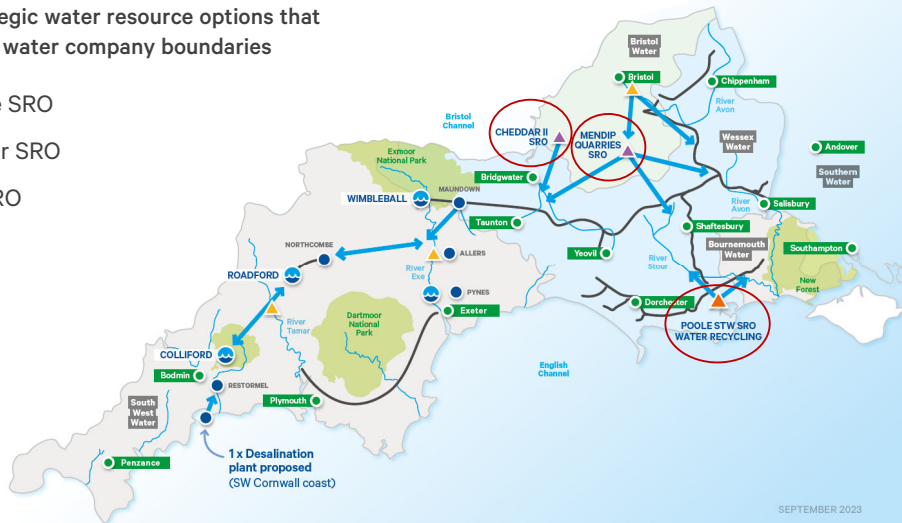 egic water resource options that
water company boundaries
SRO
r SRO
RO
Bristol
Water
Bristol
Chippenham
River
Avon
Bristol
Channel
CHEDDAR II
SRO
MENDIP
QUARRIES
SRO
Wessex
Water
Andover
Southern
Water
Exmoor
National Park
Bridgwater
MAUNDOWN
WIMBLEBALL
River
Avon
Salisbury
Taunton
Shaftesbury
Bournemouth
Water
Southampton
NORTHCOMBE
ALLERS
Yeovil
River
Stour
New
Forest
ROADFORD
River
Exe
PYNES
Exeter
Dorchester
POOLE STW SRO
WATER RECYCLING
River
Tamar
Dartmoor
National
Park
COLLIFORD
Bodmin
RESTORMEL
English
Channel
South
West
Water
Plymouth
1 x Desalination
plant proposed
(SW Cornwall coast)
Penzance
SEPTEMBER 2023